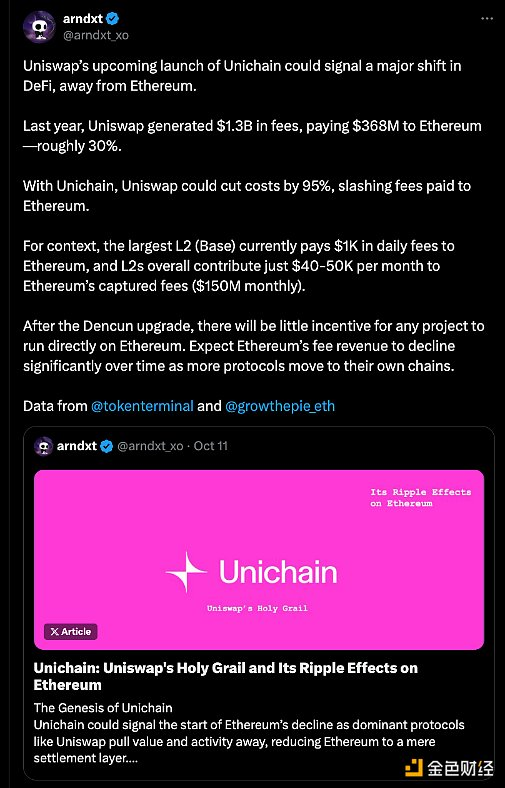 arndxt
@arndxt_xo
Uniswap's upcoming launch of Unichain could signal a major shift in
DeFi, away from Ethereum.
Last year, Uniswap generated $1.3B in fees, paying $368M to Ethereum
—roughly 30%.
With Unichain, Uniswap could cut costs by 95%, slashing fees paid to
Ethereum.
For context, the largest L2 (Base) currently pays $1K in daily fees to
Ethereum, and L2s overall contribute just $40-50K per month to
Ethereum's captured fees ($150M monthly).
After the Dencun upgrade, there will be little incentive for any project to
run directly on Ethereum. Expect Ethereum's fee revenue to decline
significantly over time as more protocols move to their own chains.
Data from @tokenterminal and @growthepie_eth
arndxt @arndxt_xo · Oct 11
Its Ripple Effects
on Ethereum
Unichain
Uniswap's Holy Grail
X Article
Unichain: Uniswap's Holy Grail and Its Ripple Effects on
Ethereum
The Genesis of Unichain
Unichain could signal the start of Ethereum's decline as dominant protocols
like Uniswap pull value and activity away, reducing Ethereum to a mere
settlement layer....
金色财经